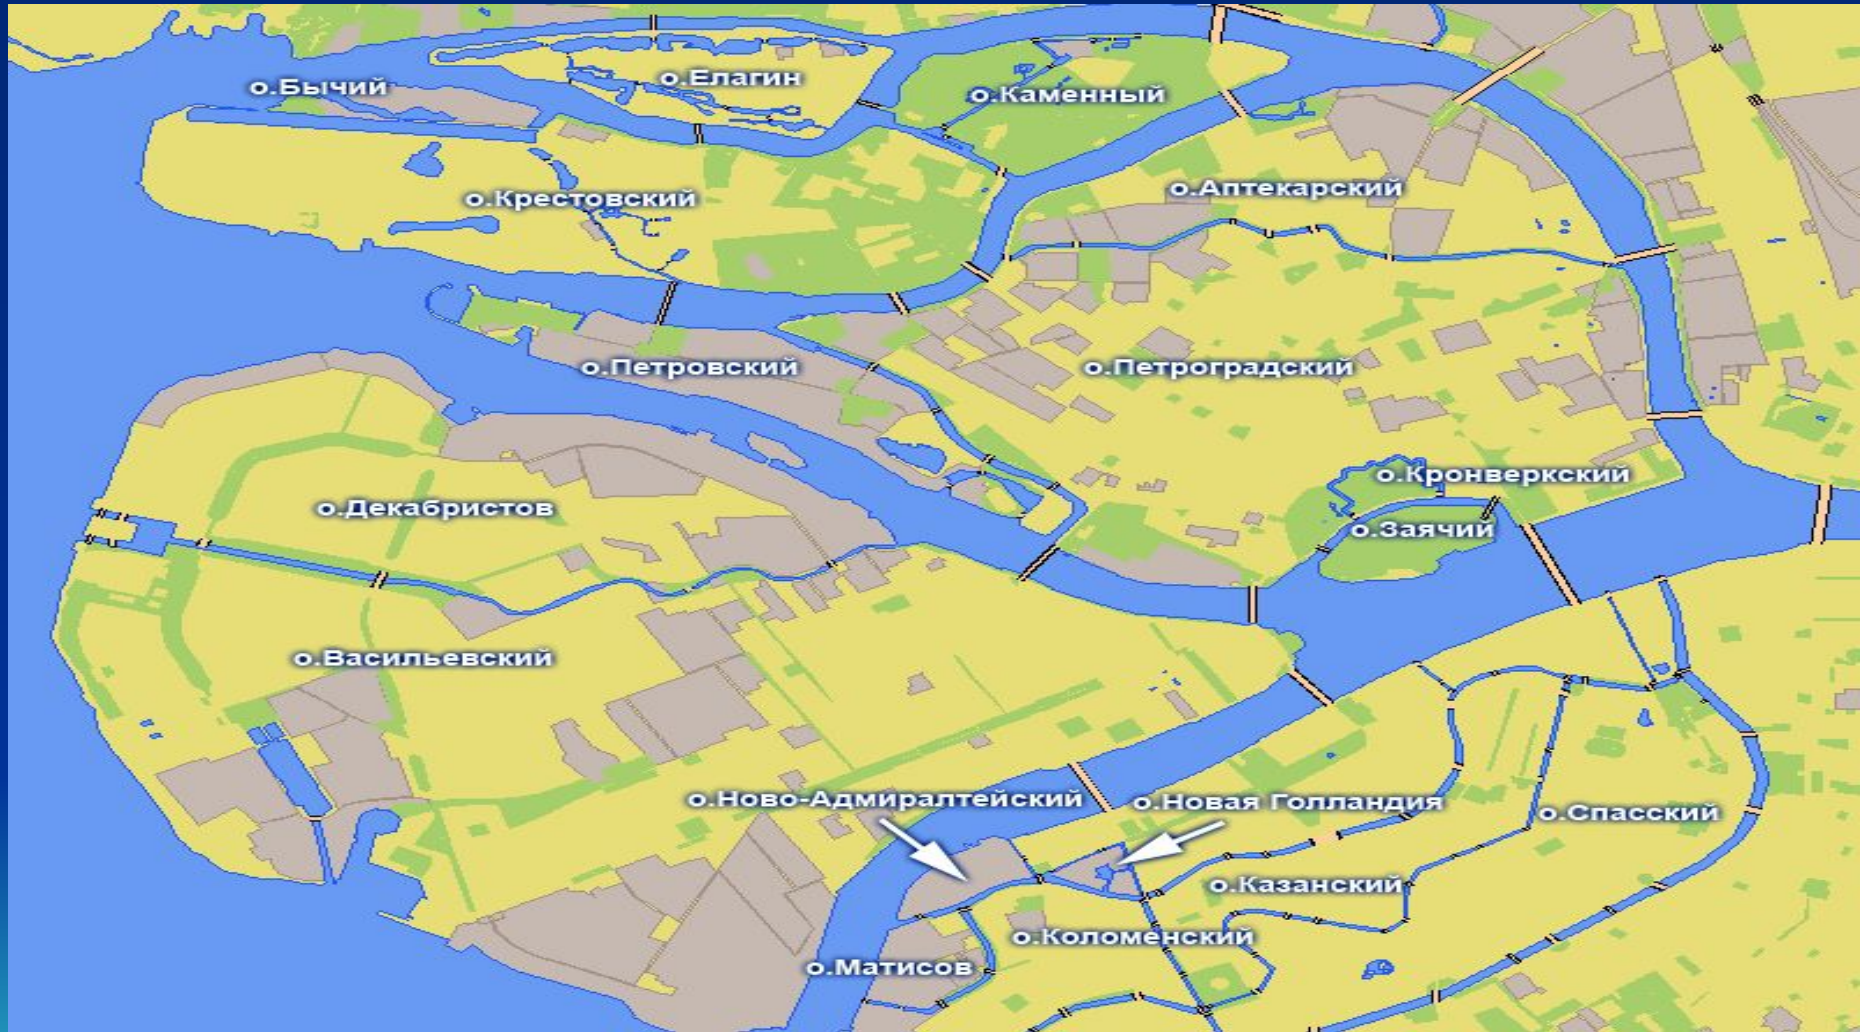 о.Елагин
о.Бычий
о.Каменный
о.Аптекарский
о.Крестовский
о.Петровский
о.Петроградский
о.Кронверкский
о.Декабристов
о.Заячий
о.Васильевский
о.Ново-Адмиралтейский
о.Новая Голландия
о.Спасский
о.Казанский
о.Коломенский
о.Матисов